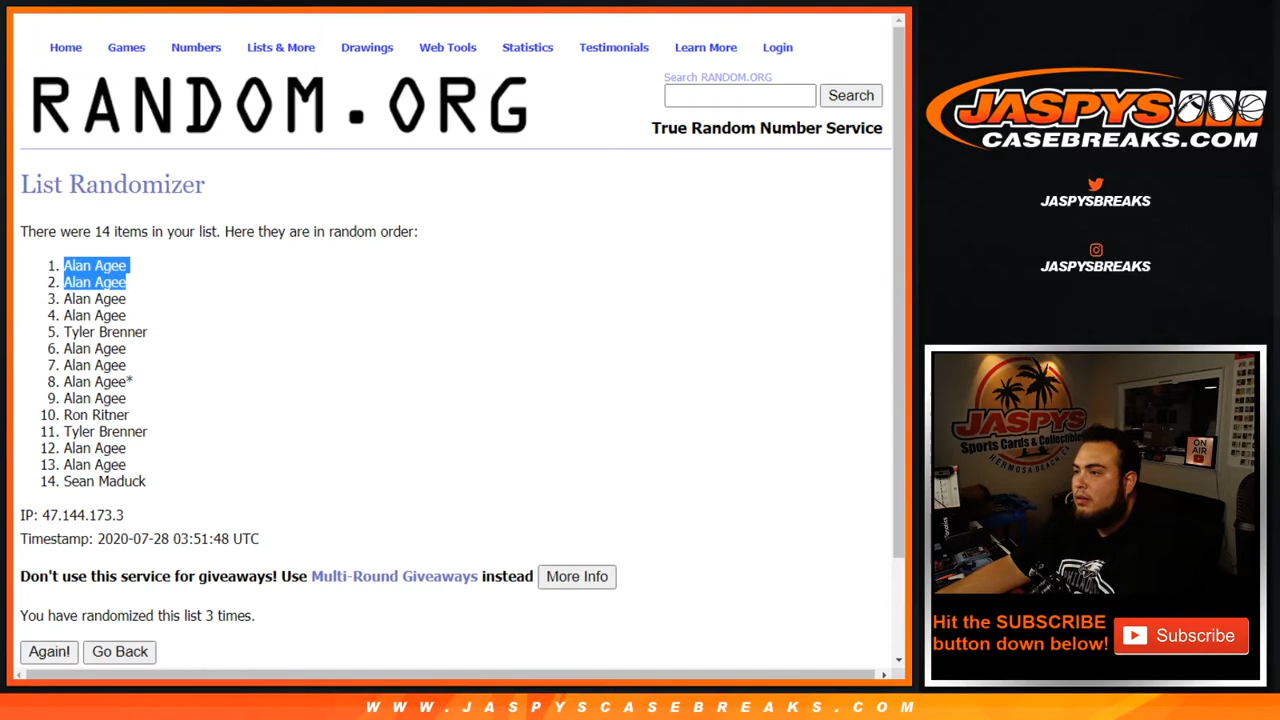 Home Games Numbers Lists & More Drawings Web Tools Statistics Testimonials Learn More Login
RANDOM.ORG
Search RANDOM.ORG
Search
True Random Number Service
List Randomizer
There were 14 items in your list. Here they are in random order:
1. Alan Agee
2. Alan Agee
3. Alan Agee
4. Alan Agee
5. Tyler Brenner
6. Alan Agee
7. Alan Agee
8. Alan Agee*
9. Alan Agee
10. Ron Ritner
11. Tyler Brenner
12. Alan Agee
13. Alan Agee
14. Sean Maduck
IP: 47.144.173.3
Timestamp: 2020-07-28 03:51:48 UTC
Don't use this service for giveaways! Use Multi-Round Giveaways instead More Info
You have randomized this list 3 times.
Again! Go Back
JASPYS
CASEBREAKS.COM
JASPYSBREAKS
JASPYSBREAKS
JASPYS
Sports Cards & Collectibles
HERMOSA BEACH, CA
ON AIR
Hit the SUBSCRIBE
button down below!
Subscribe
WWW.JASPYSCASEBREAKS.COM